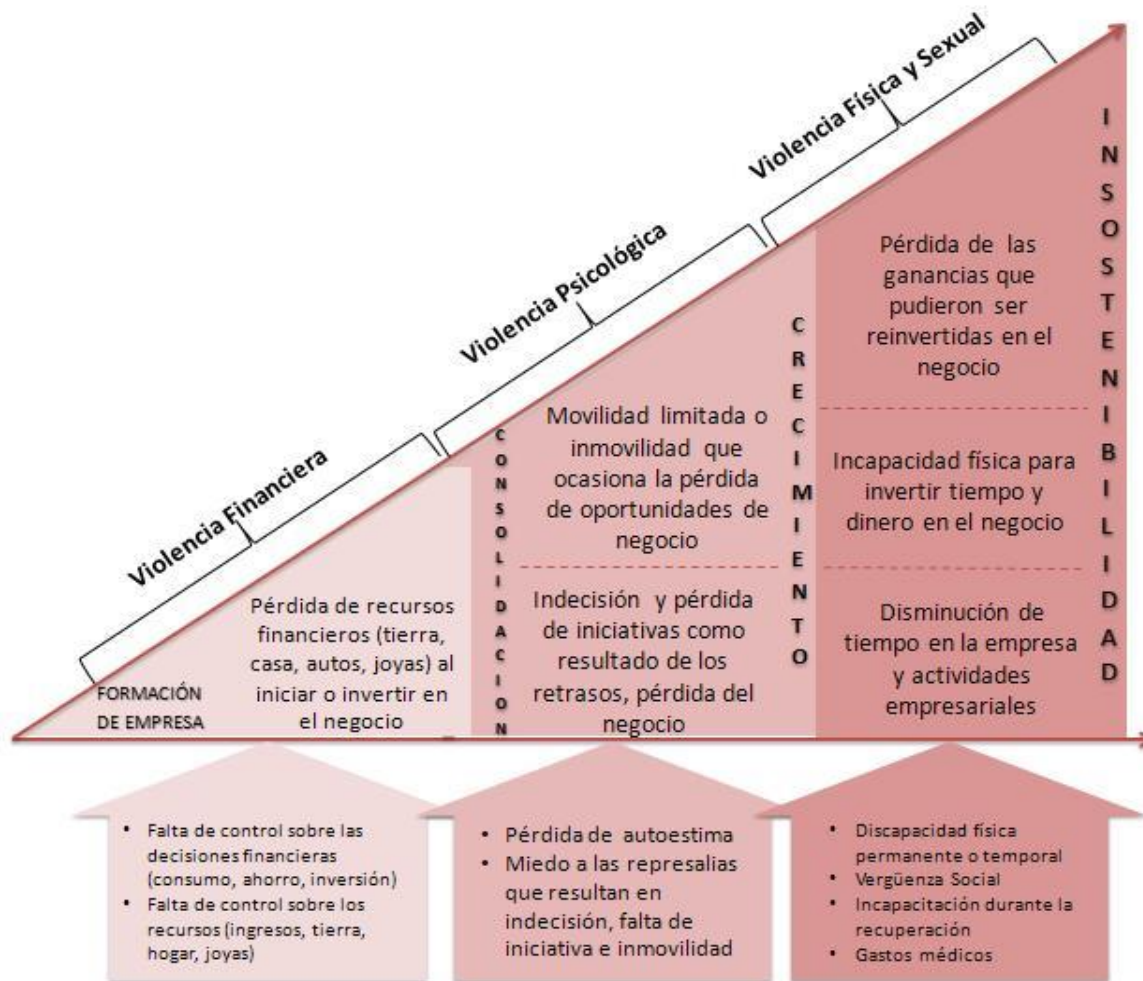 Violencia Financiera
Violencia Psicológica
Violencia Física y Sexual
FORMACIÓN
DE EMPRESA
Pérdida de recursos
financieros (tierra,
casa, autos, joyas) al
iniciar o invertir en
el negocio
CONSOLIDACION
Movilidad limitada o
inmovilidad que
ocasiona la pérdida
de oportunidades de
negocio
Indecisión y pérdida
de iniciativas como
resultado de los
retrasos, pérdida del
negocio
CRECIMIENTO
Pérdida de las
ganancias que
pudieron ser
reinvertidas en el
negocio
Incapacidad física para
invertir tiempo y
dinero en el negocio
Disminución de
tiempo en la empresa
y actividades
empresariales
INSOSTENIBILIDAD
• Falta de control sobre las
decisiones financieras
(consumo, ahorro, inversión)
• Falta de control sobre los
recursos (ingresos, tierra,
hogar, joyas)
• Pérdida de autoestima
• Miedo a las represalias
que resultan en
indecisión, falta de
iniciativa e inmovilidad
• Discapacidad física
permanente o temporal
• Vergüenza Social
• Incapacitación durante la
recuperación
• Gastos médicos